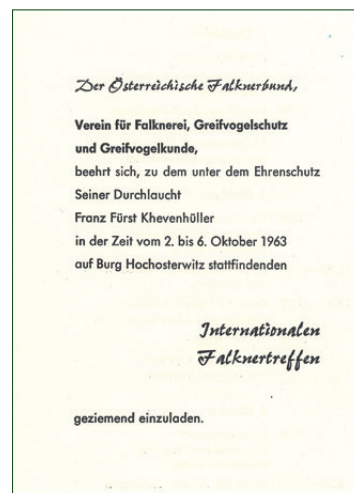 Der Österreichische Falknerbund,
Verein für Falknerei, Greifvogelschutz
und Greifvogelkunde,
beehrt sich, zu dem unter dem Ehrenschutz
Seiner Durchlaucht
Franz Fürst Khevenhüller
in der Zeit vom 2. bis 6. Oktober 1963
auf Burg Hochosterwitz stattfindenden
Internationalen
Falknertreffen
geziemend einzuladen.